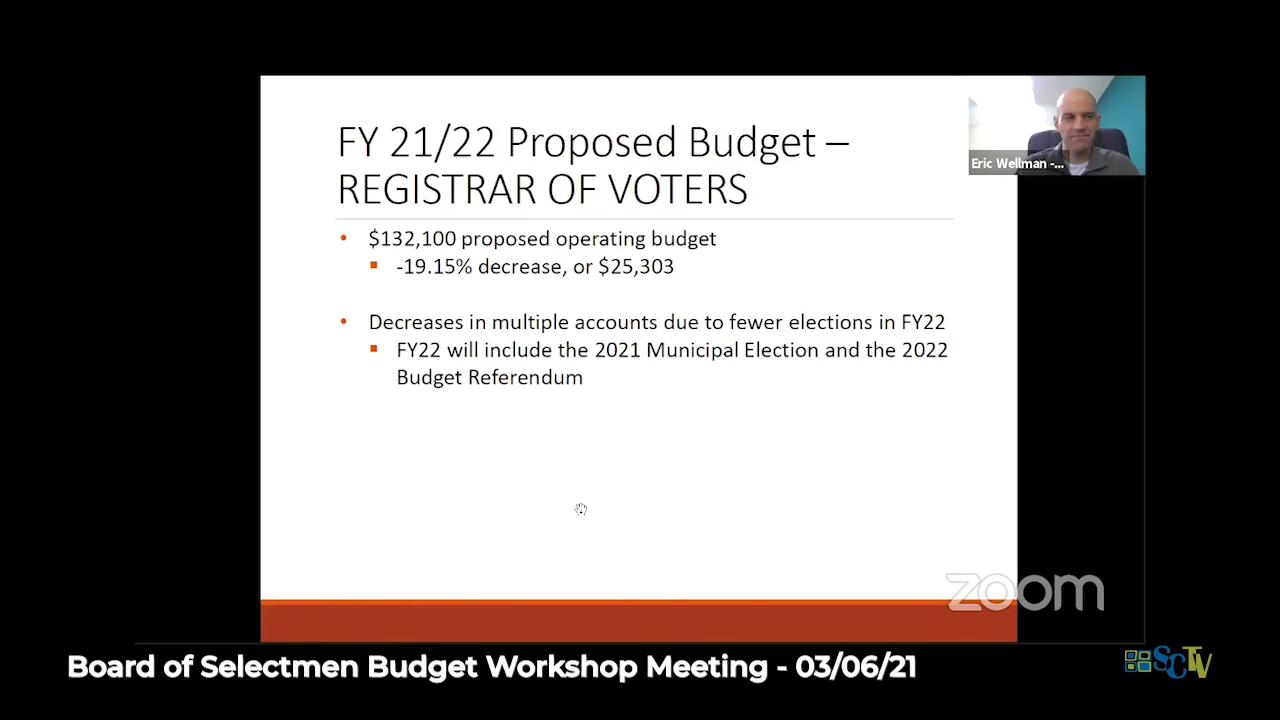 FY 21/22 Proposed Budget –
REGISTRAR OF VOTERS
Eric Wellman -...
• $132,100 proposed operating budget
▪ -19.15% decrease, or $25,303
• Decreases in multiple accounts due to fewer elections in FY22
▪ FY22 will include the 2021 Municipal Election and the 2022
Budget Referendum
zoom
Board of Selectmen Budget Workshop Meeting - 03/06/21
SCTV